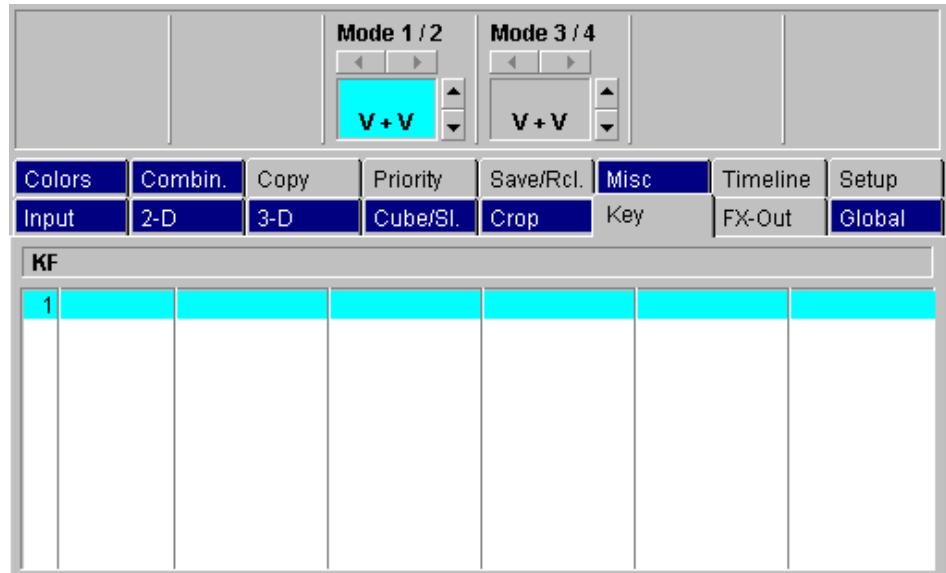 Mode 1 / 2 Mode 3 / 4
V + V V + V
Colors Combin. Copy Priority Save/Rcl. Misc Timeline Setup
Input 2-D 3-D Cube/Sl. Crop Key FX-Out Global
KF
1